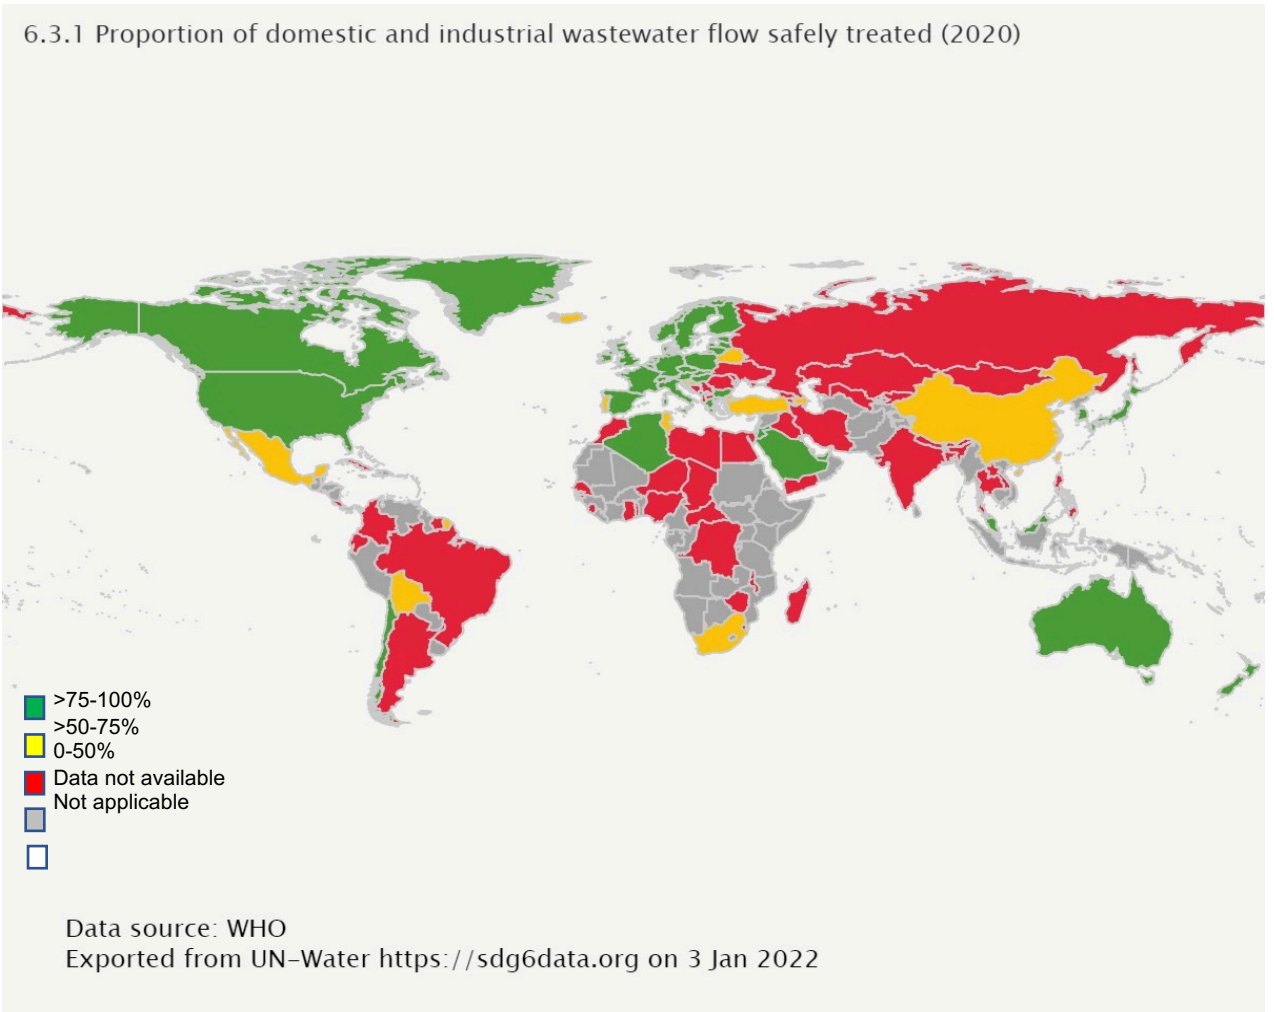 6.3.1 Proportion of domestic and industrial wastewater flow safely treated (2020)
>75-100%
>50-75%
0-50%
Data not available
Not applicable
Data source: WHO
Exported from UN-Water https://sdg6data.org on 3 Jan 2022